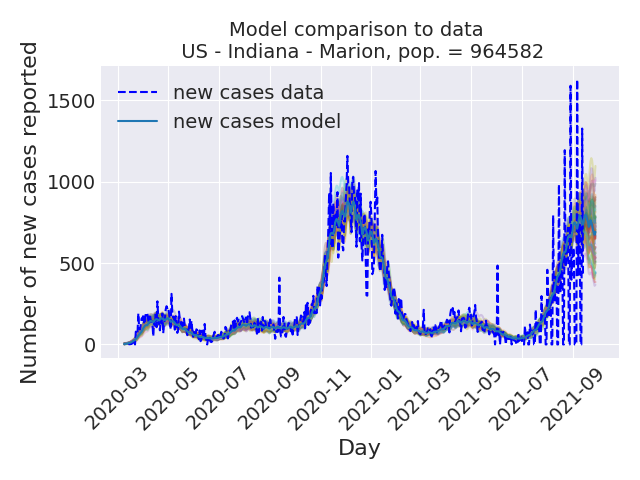 Model comparison to data
US - Indiana - Marion, pop. = 964582
new cases data
new cases model
Number of new cases reported
1500
1000
500
0
2020-03
2020-05
2020-07
2020-09
2020-11
2021-01
2021-03
2021-05
2021-07
2021-09
Day